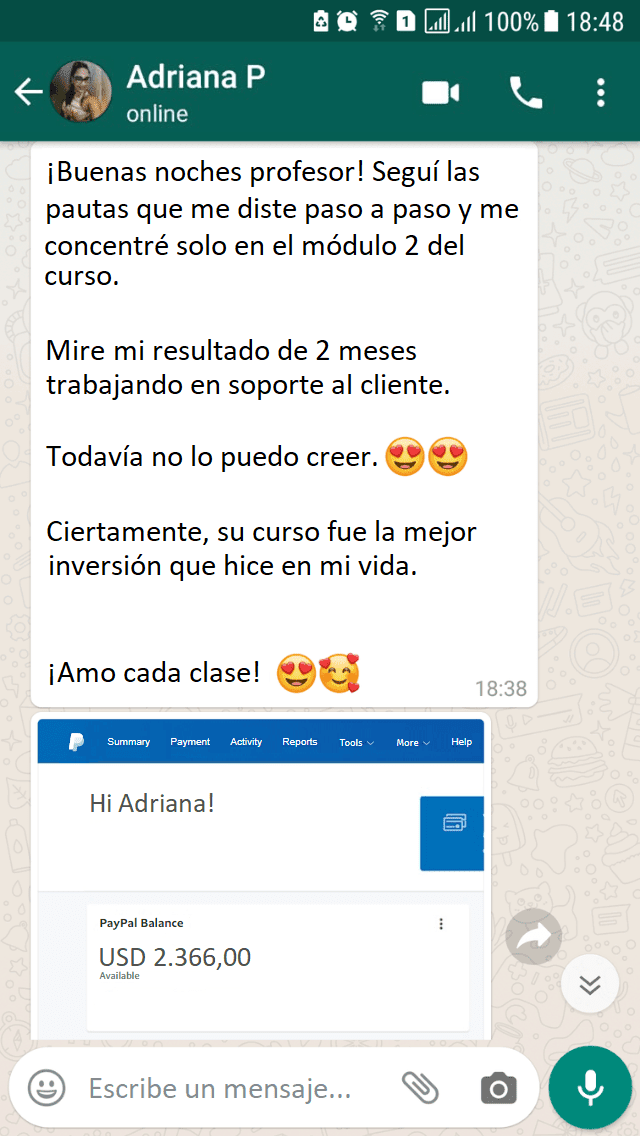 1 100% 18:48
Adriana P
online
¡Buenas noches profesor! Seguí las
pautas que me diste paso a paso y me
concentré solo en el módulo 2 del
curso.
Mire mi resultado de 2 meses
trabajando en soporte al cliente.
Todavía no lo puedo creer. 😍😍
Ciertamente, su curso fue la mejor
inversión que hice en mi vida.
¡Amo cada clase! 😍🥰
18:38
Summary Payment Activity Reports Tools More Help
Hi Adriana!
PayPal Balance
USD 2.366,00
Available
Escribe un mensaje...